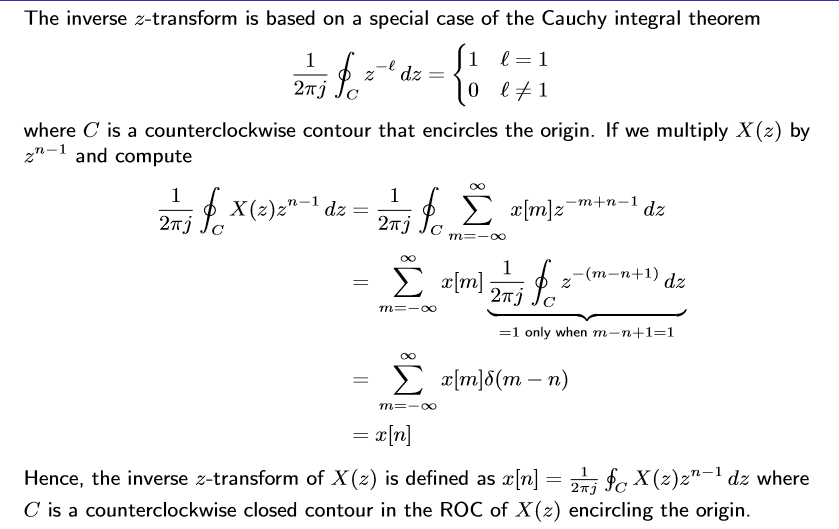 The inverse z-transform is based on a special case of the Cauchy integral theorem
\frac{1}{2\pi j} \oint_C z^{-\ell} \, dz = \begin{cases} 1 & \ell = 1 \\ 0 & \ell \neq 1 \end{cases}
where C is a counterclockwise contour that encircles the origin. If we multiply X(z) by
z^{n-1} and compute
\frac{1}{2\pi j} \oint_C X(z) z^{n-1} \, dz = \frac{1}{2\pi j} \oint_C \sum_{m=-\infty}^{\infty} x[m] z^{-m+n-1} \, dz
= \sum_{m=-\infty}^{\infty} x[m] \underbrace{\frac{1}{2\pi j} \oint_C z^{-(m-n+1)} \, dz}_{=1 \text{ only when } m-n+1=1}
= \sum_{m=-\infty}^{\infty} x[m] \delta(m-n)
= x[n]
Hence, the inverse z-transform of X(z) is defined as x[n] = \frac{1}{2\pi j} \oint_C X(z) z^{n-1} \, dz where
C is a counterclockwise closed contour in the ROC of X(z) encircling the origin.